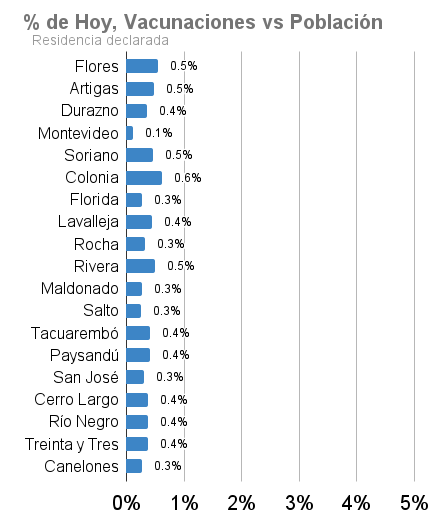 % de Hoy, Vacunaciones vs Población
Residencia declarada
Flores 0.5%
Artigas 0.5%
Durazno 0.4%
Montevideo 0.1%
Soriano 0.5%
Colonia 0.6%
Florida 0.3%
Lavalleja 0.4%
Rocha 0.3%
Rivera 0.5%
Maldonado 0.3%
Salto 0.3%
Tacuarembó 0.4%
Paysandú 0.4%
San José 0.3%
Cerro Largo 0.4%
Río Negro 0.4%
Treinta y Tres 0.4%
Canelones 0.3%
0% 1% 2% 3% 4% 5%